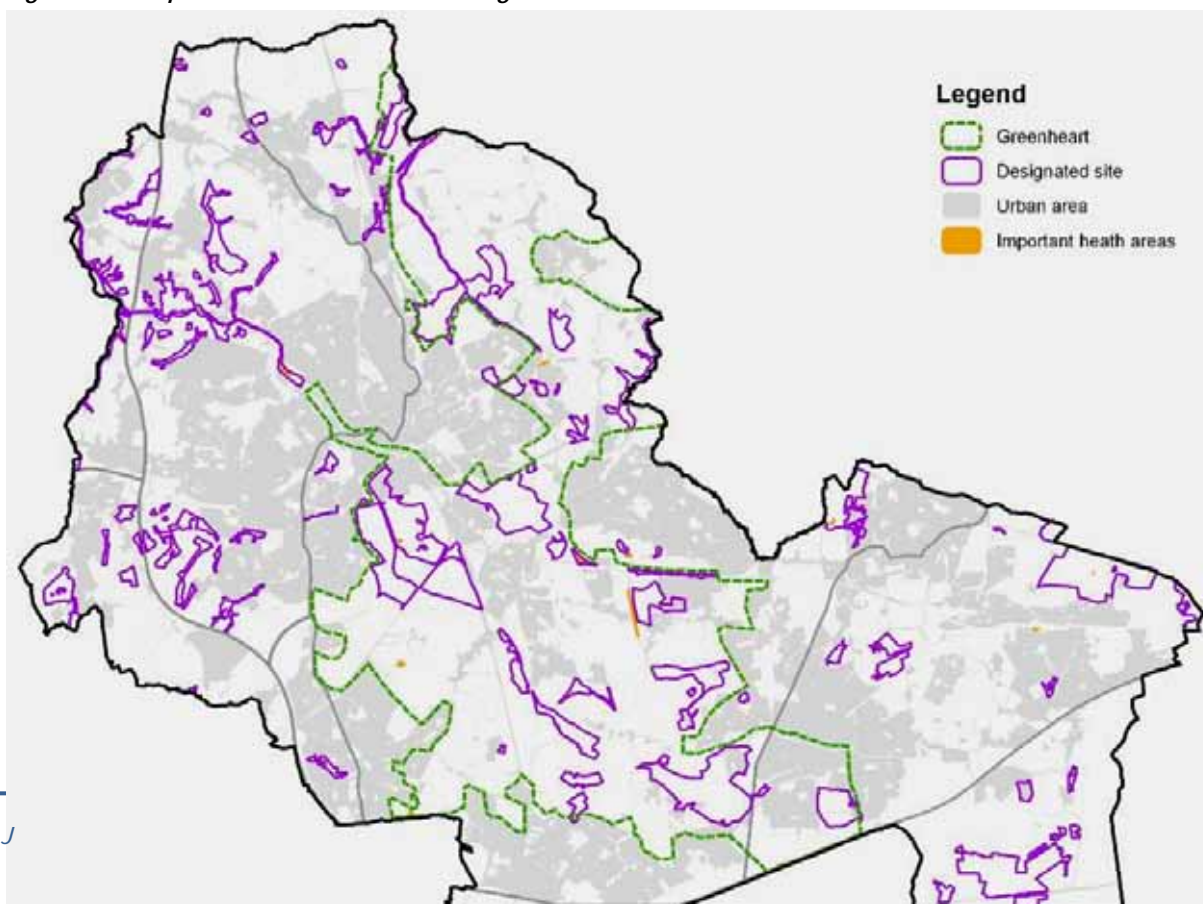 Legend
Greenheart
Designated site
Urban area
Important heath areas